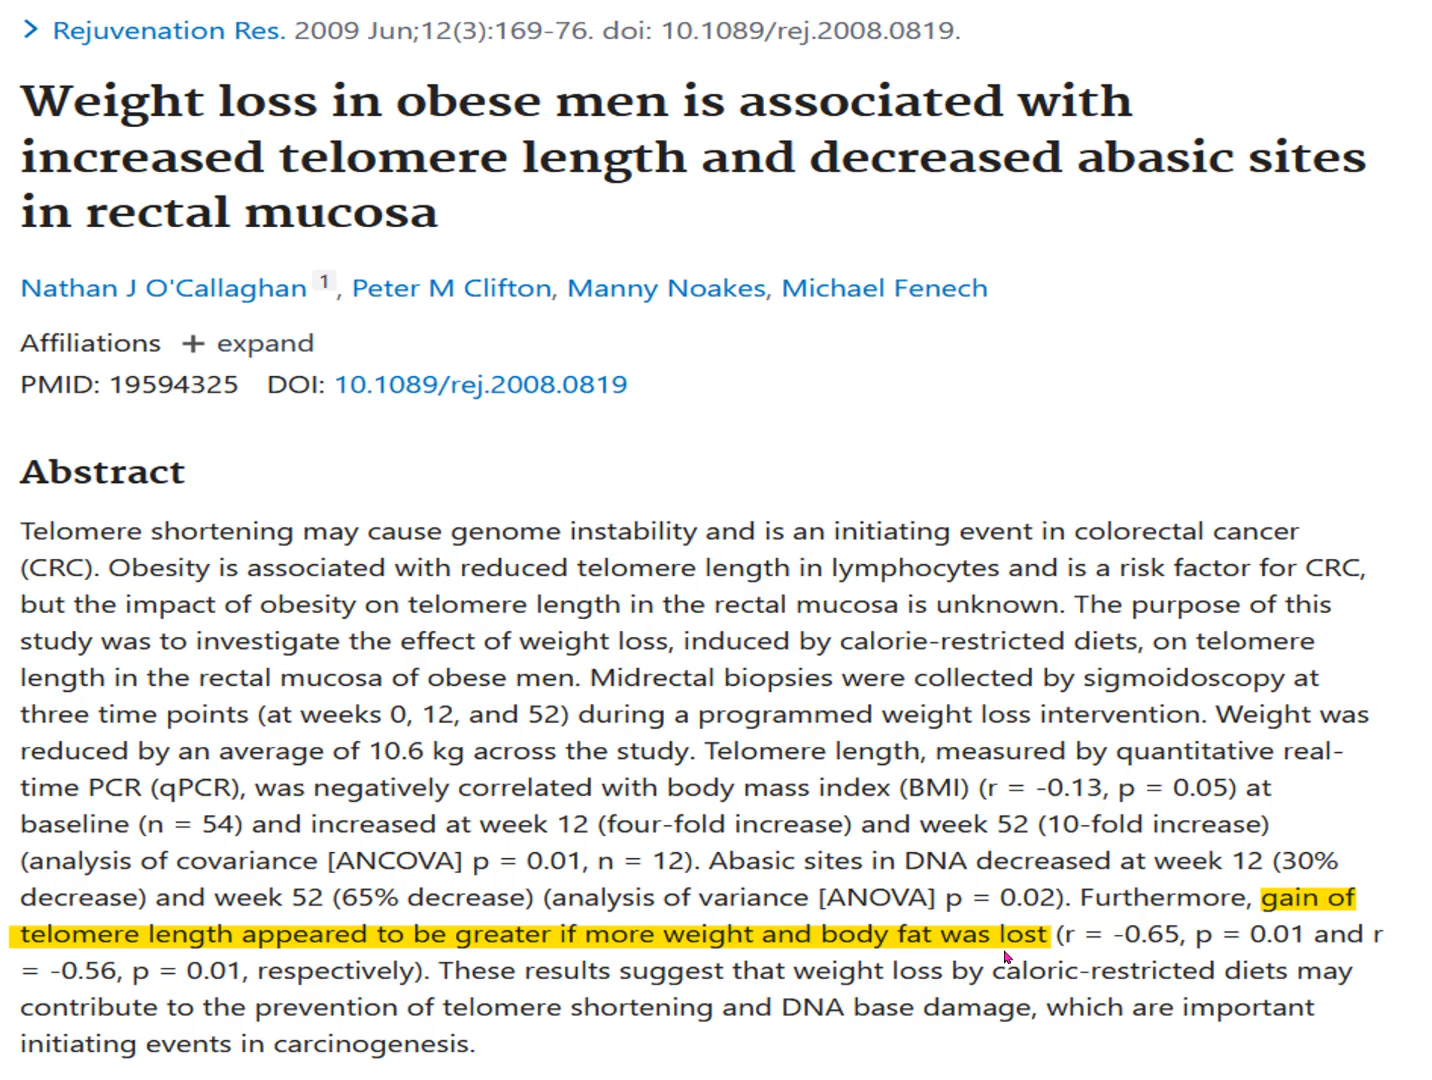 > Rejuvenation Res. 2009 Jun;12(3):169-76. doi: 10.1089/rej.2008.0819.
Weight loss in obese men is associated with
increased telomere length and decreased abasic sites
in rectal mucosa
Nathan J O'Callaghan 1, Peter M Clifton, Manny Noakes, Michael Fenech
Affiliations + expand
PMID: 19594325 DOI: 10.1089/rej.2008.0819
Abstract
Telomere shortening may cause genome instability and is an initiating event in colorectal cancer
(CRC). Obesity is associated with reduced telomere length in lymphocytes and is a risk factor for CRC,
but the impact of obesity on telomere length in the rectal mucosa is unknown. The purpose of this
study was to investigate the effect of weight loss, induced by calorie-restricted diets, on telomere
length in the rectal mucosa of obese men. Midrectal biopsies were collected by sigmoidoscopy at
three time points (at weeks 0, 12, and 52) during a programmed weight loss intervention. Weight was
reduced by an average of 10.6 kg across the study. Telomere length, measured by quantitative real-
time PCR (qPCR), was negatively correlated with body mass index (BMI) (r = -0.13, p = 0.05) at
baseline (n = 54) and increased at week 12 (four-fold increase) and week 52 (10-fold increase)
(analysis of covariance [ANCOVA] p = 0.01, n = 12). Abasic sites in DNA decreased at week 12 (30%
decrease) and week 52 (65% decrease) (analysis of variance [ANOVA] p = 0.02). Furthermore, gain of
telomere length appeared to be greater if more weight and body fat was lost (r = -0.65, p = 0.01 and r
= -0.56, p = 0.01, respectively). These results suggest that weight loss by caloric-restricted diets may
contribute to the prevention of telomere shortening and DNA base damage, which are important
initiating events in carcinogenesis.